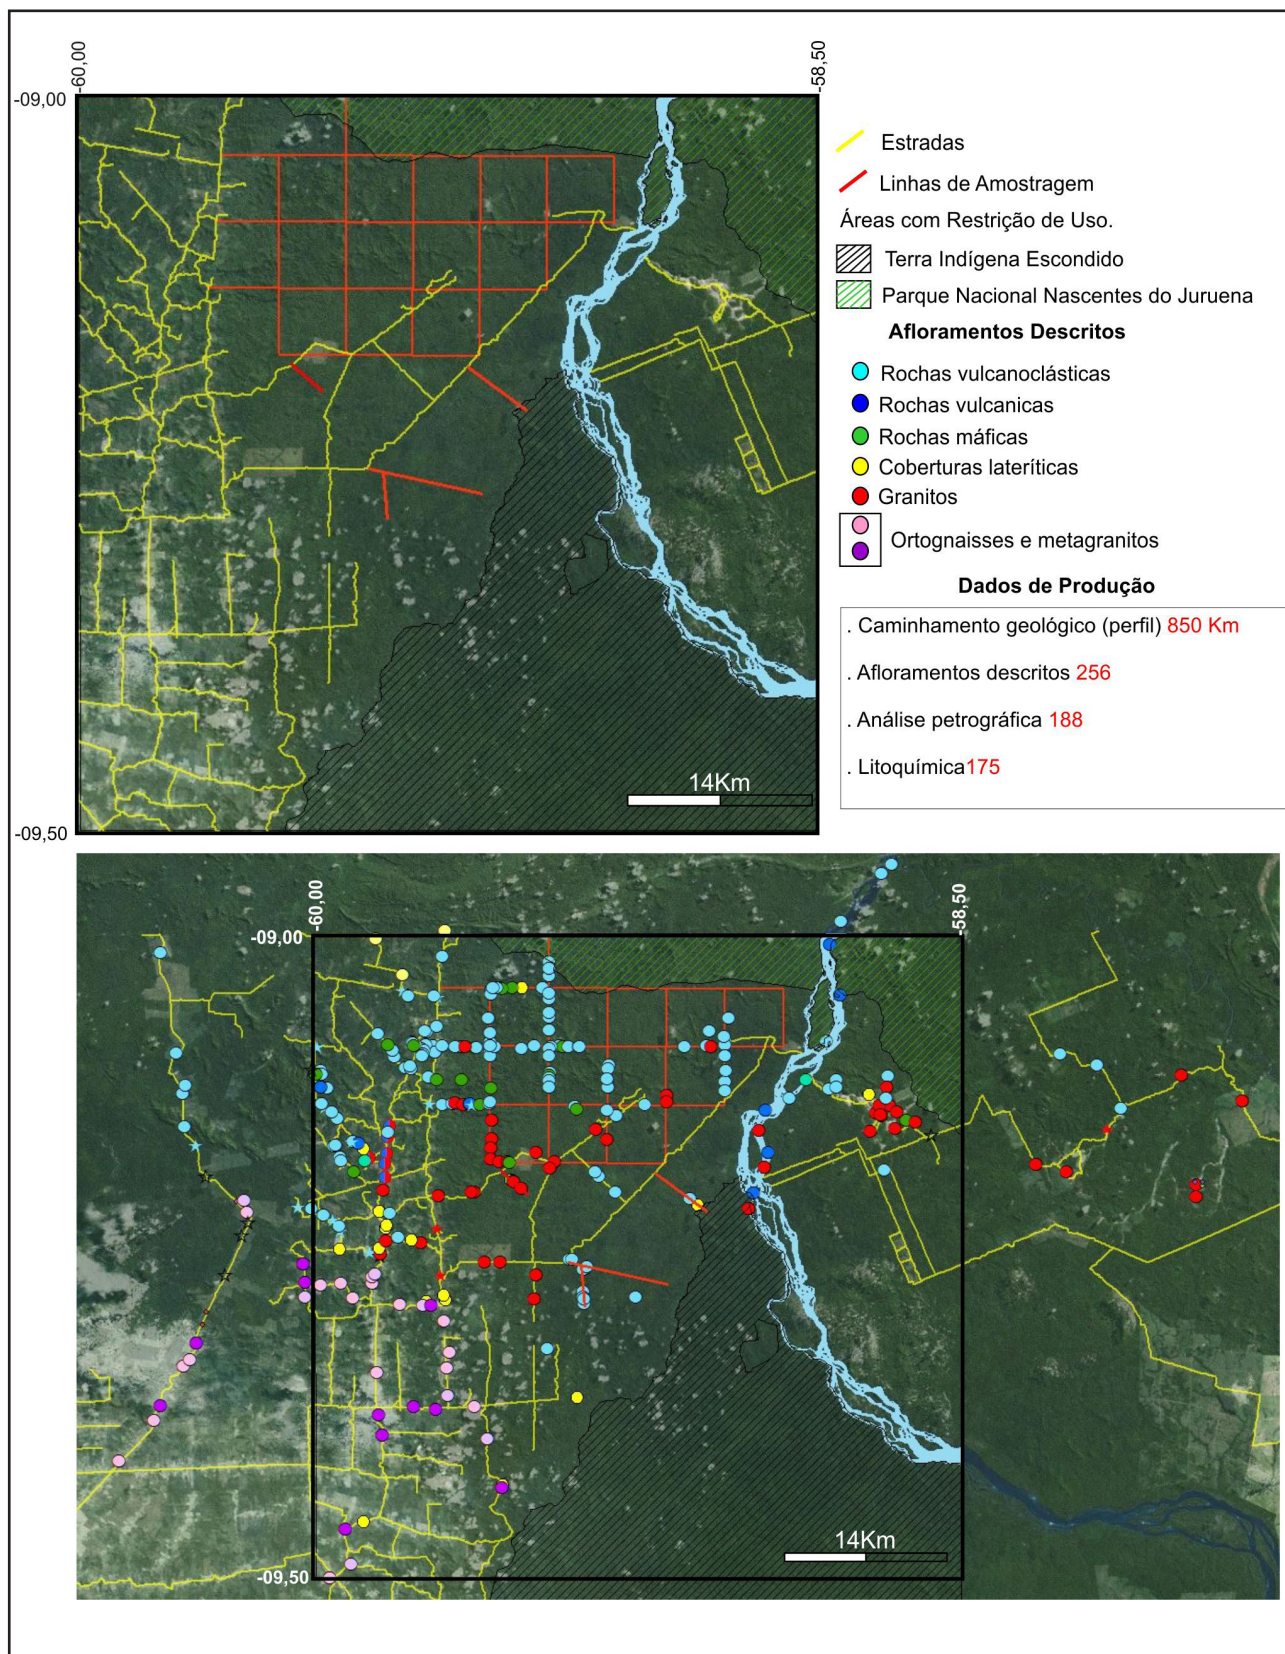 -60,00
-58,50
-09,00
Estradas
Linhas de Amostragem
Áreas com Restrição de Uso.
Terra Indígena Escondido
Parque Nacional Nascentes do Juruena
Afloramentos Descritos
Rochas vulcanoclásticas
Rochas vulcanicas
Rochas máficas
Coberturas lateríticas
Granitos
Ortognaisses e metagranitos
Dados de Produção
. Caminhamento geológico (perfil) 850 Km
. Afloramentos descritos 256
. Análise petrográfica 188
. Litoquímica175
14Km
-09,50
-60,00
-58,50
-09,00
14Km
-09,50